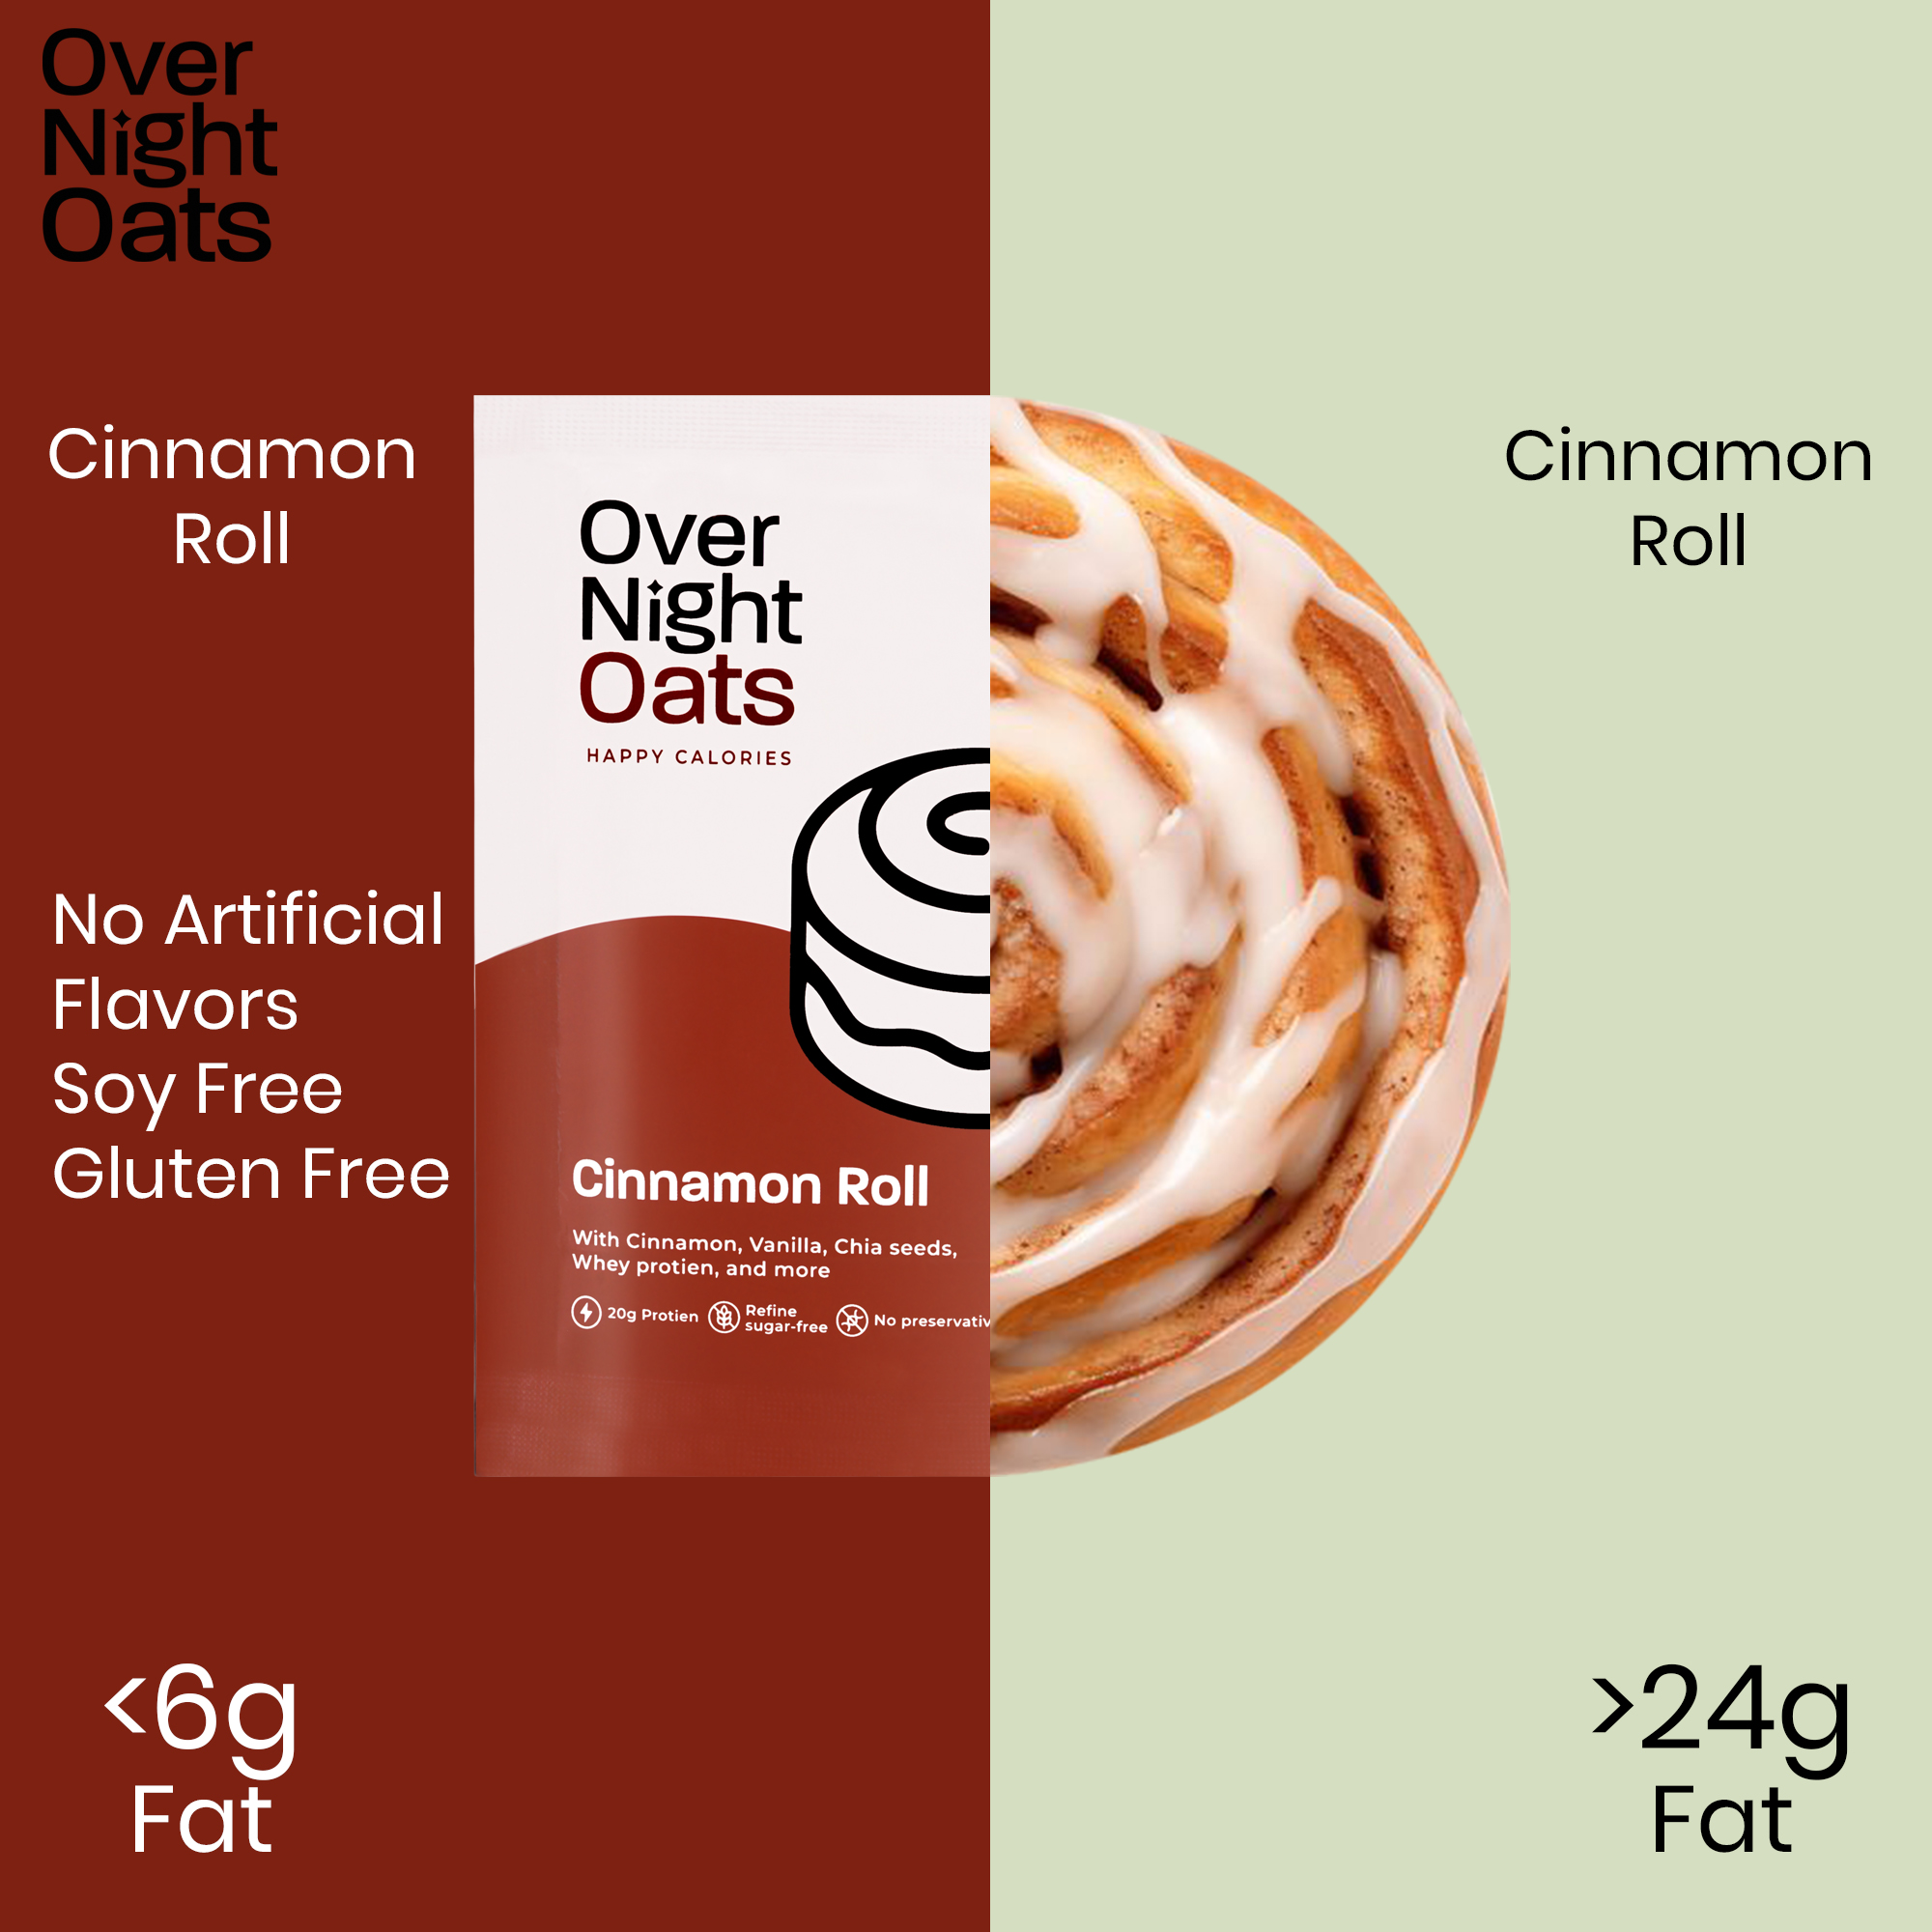 Over
Night
Oats
Cinnamon
Roll
No Artificial
Flavors
Soy Free
Gluten Free
<6g
Fat
Over
Night
Oats
HAPPY CALORIES
Cinnamon Roll
With Cinnamon, Vanilla, Chia seeds,
Whey protien, and more
20g Protien
Refine
sugar-free
No preservativ
Cinnamon
Roll
>24g
Fat